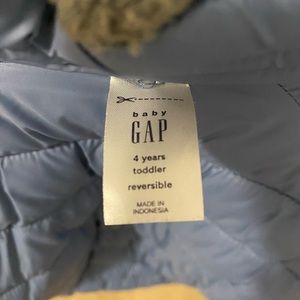 baby
GAP
4 years
toddler
reversible
MADE IN
INDONESIA